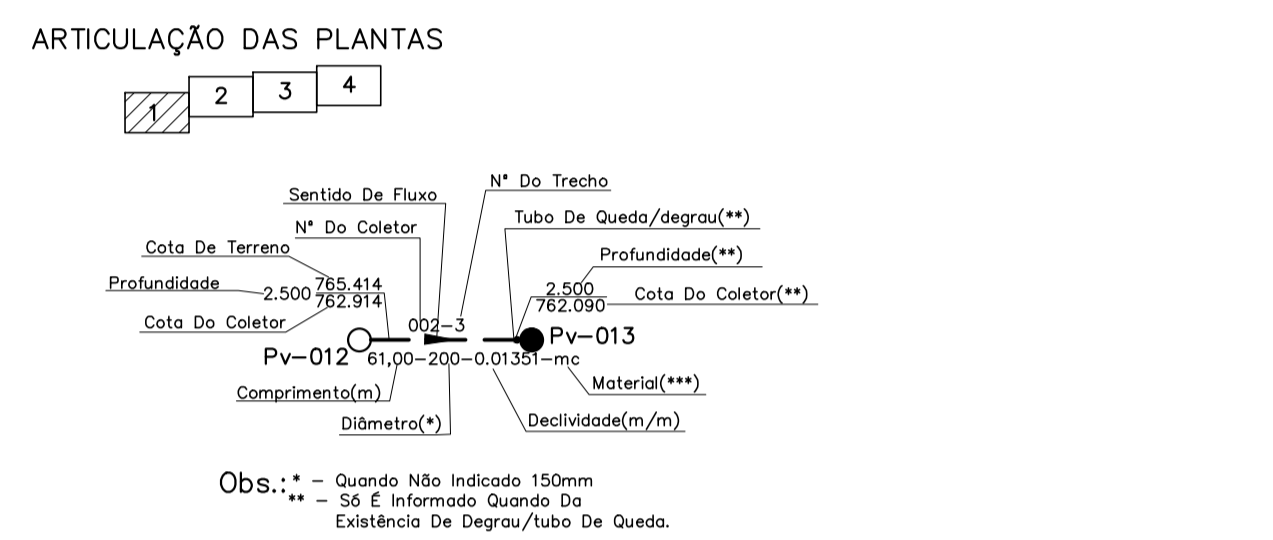 ARTICULAÇÃO DAS PLANTAS
1
2
3
4
Nº Do Trecho
Sentido De Fluxo
Tubo De Queda/degrau(**)
Nº Do Coletor
Cota De Terreno
Profundidade(**)
Profundidade
2.500
765.414
762.914
2.500
762.090
Cota Do Coletor(**)
Cota Do Coletor
002-3
Pv-013
Pv-012
61,00-200-0.01351-mc
Material(***)
Comprimento(m)
Diâmetro(*)
Declividade(m/m)
Obs.:* - Quando Não Indicado 150mm
** - Só É Informado Quando Da
Existência De Degrau/tubo De Queda.